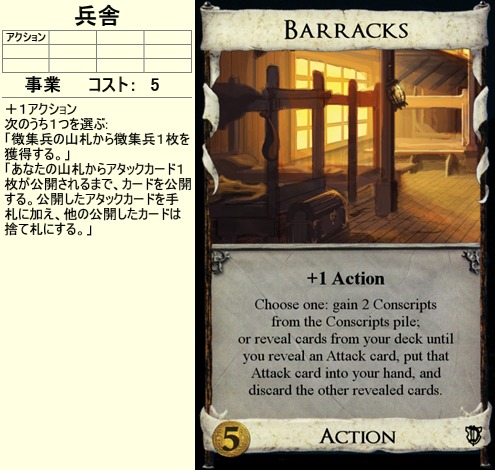 兵舎
アクション
事業 コスト: 5
+1アクション
次のうち1つを選ぶ:
「徴集兵の山札から徴集兵1枚を
獲得する。」
「あなたの山札からアタックカード1
枚が公開されるまで、カードを公開
する。公開したアタックカードを手
札に加え、他の公開したカードは
捨て札にする。」
BARRACKS
+1 Action
Choose one: gain 2 Conscripts
from the Conscripts pile;
or reveal cards from your deck until
you reveal an Attack card, put that
Attack card into your hand, and
discard the other revealed cards.
5 ACTION